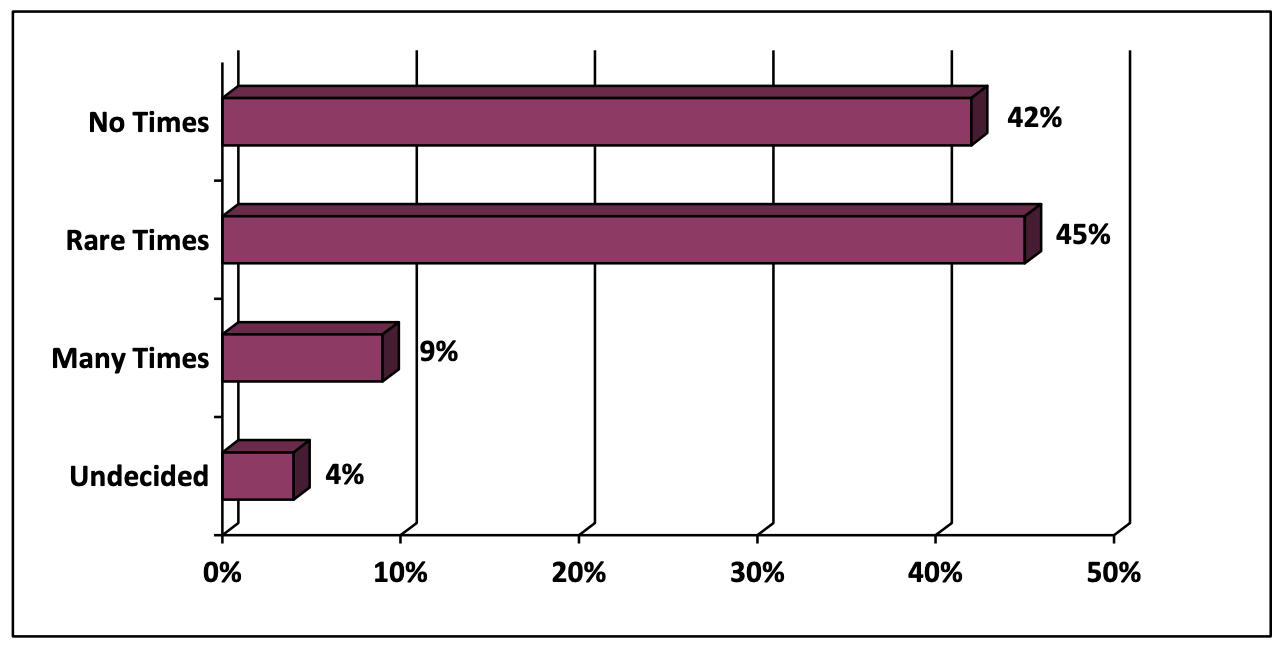 No Times
42%
Rare Times
45%
Many Times
9%
Undecided
4%
0% 10% 20% 30% 40% 50%